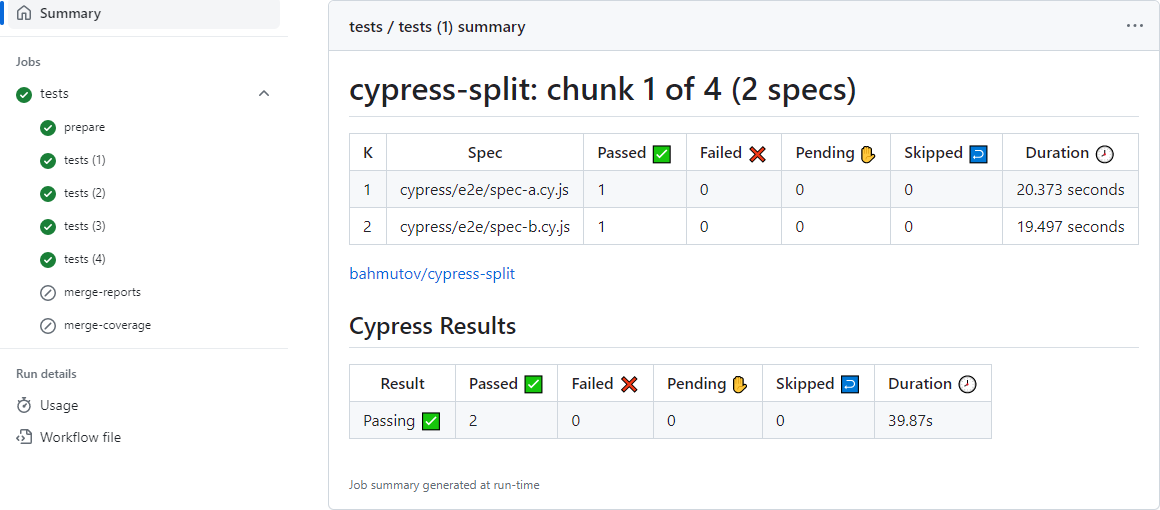 Summary
Jobs
tests
prepare
tests (1)
tests (2)
tests (3)
tests (4)
merge-reports
merge-coverage
Run details
Usage
Workflow file
tests / tests (1) summary
cypress-split: chunk 1 of 4 (2 specs)
K Spec Passed ✅ Failed ❌ Pending ✋ Skipped ↩️ Duration 🕗
1 cypress/e2e/spec-a.cy.js 1 0 0 0 20.373 seconds
2 cypress/e2e/spec-b.cy.js 1 0 0 0 19.497 seconds
bahmutov/cypress-split
Cypress Results
Result Passed ✅ Failed ❌ Pending ✋ Skipped ↩️ Duration 🕗
Passing ✅ 2 0 0 0 39.87s
Job summary generated at run-time